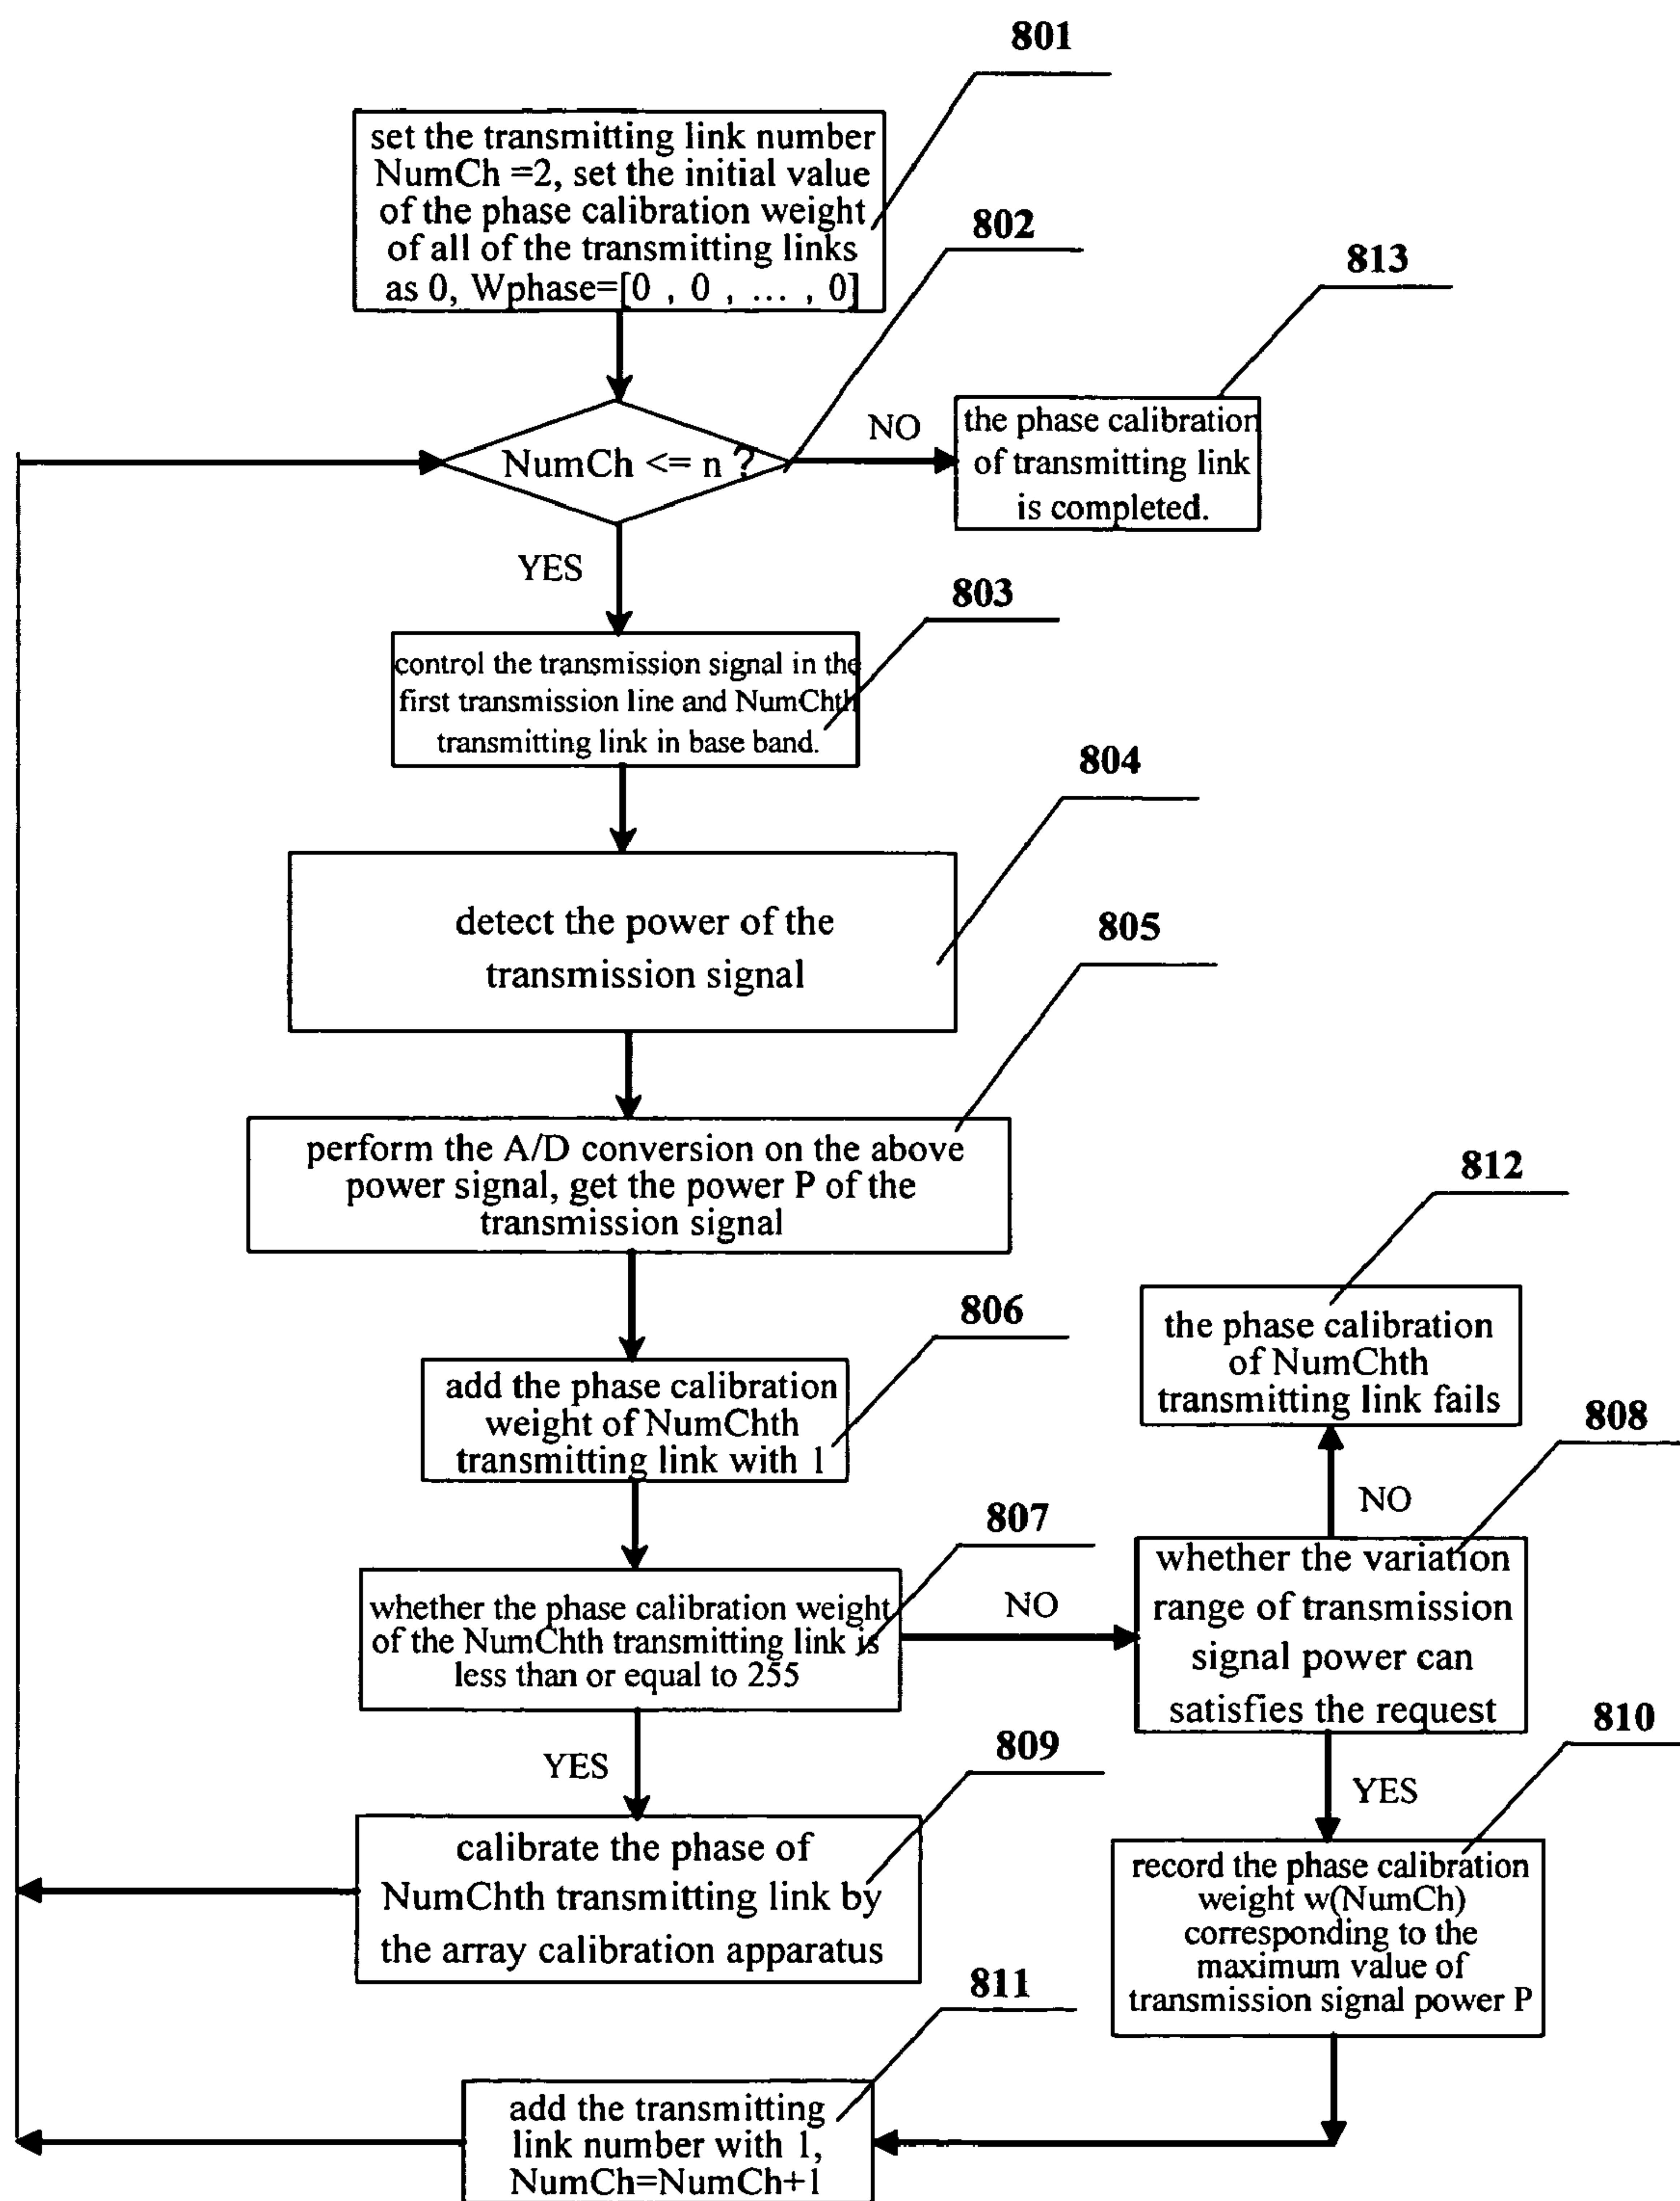 801
set the transmitting link number
NumCh =2, set the initial value
of the phase calibration weight
of all of the transmitting links
as 0, Wphase=[0 , 0 , ... , 0]
802
813
NumCh <= n ?
NO
the phase calibration
of transmitting link
is completed.
YES
803
control the transmission signal in the
first transmission line and NumChth
transmitting link in base band.
804
detect the power of the
transmission signal
805
perform the A/D conversion on the above
power signal, get the power P of the
transmission signal
812
the phase calibration
of NumChth
transmitting link fails
806
add the phase calibration
weight of NumChth
transmitting link with 1
808
NO
807
whether the phase calibration weight
of the NumChth transmitting link is
less than or equal to 255
NO
whether the variation
range of transmission
signal power can
satisfies the request
810
YES
YES
809
calibrate the phase of
NumChth transmitting link by
the array calibration apparatus
record the phase calibration
weight w(NumCh)
corresponding to the
maximum value of
transmission signal power P
811
add the transmitting
link number with 1,
NumCh=NumCh+1